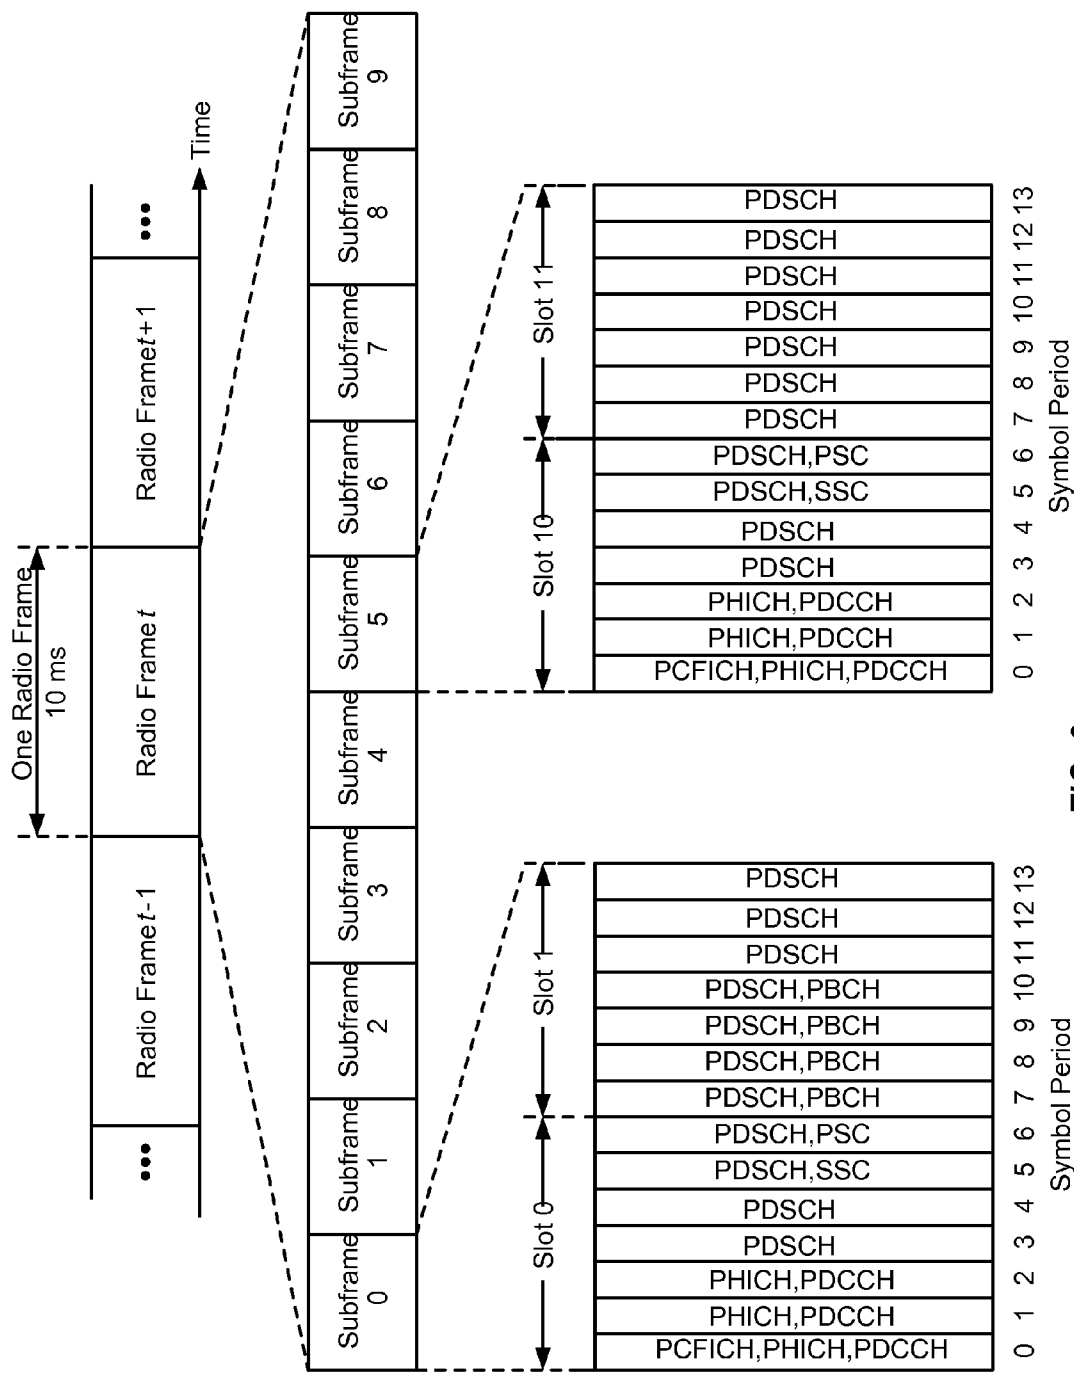 One Radio Frame
10 ms
Radio Frame t-1
Radio Frame t
Radio Frame t+1
Time
Subframe
0
Subframe
1
Subframe
2
Subframe
3
Subframe
4
Subframe
5
Subframe
6
Subframe
7
Subframe
8
Subframe
9
Slot 0
Slot 1
PCFICH,PHICH,PDCCH
PHICH,PDCCH
PHICH,PDCCH
PDSCH
PDSCH
PDSCH,SSC
PDSCH,PSC
PDSCH,PBCH
PDSCH,PBCH
PDSCH,PBCH
PDSCH,PBCH
PDSCH
PDSCH
PDSCH
0 1 2 3 4 5 6 7 8 9 10 11 12 13
Symbol Period
Slot 10
Slot 11
PCFICH,PHICH,PDCCH
PHICH,PDCCH
PHICH,PDCCH
PDSCH
PDSCH
PDSCH,SSC
PDSCH,PSC
PDSCH
PDSCH
PDSCH
PDSCH
PDSCH
PDSCH
PDSCH
0 1 2 3 4 5 6 7 8 9 10 11 12 13
Symbol Period